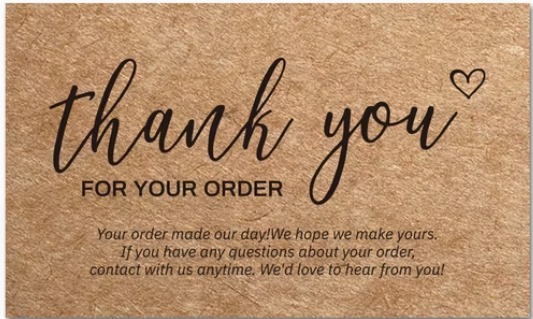 thank you
FOR YOUR ORDER
Your order made our day!We hope we make yours.
If you have any questions about your order,
contact with us anytime. We'd love to hear from you!